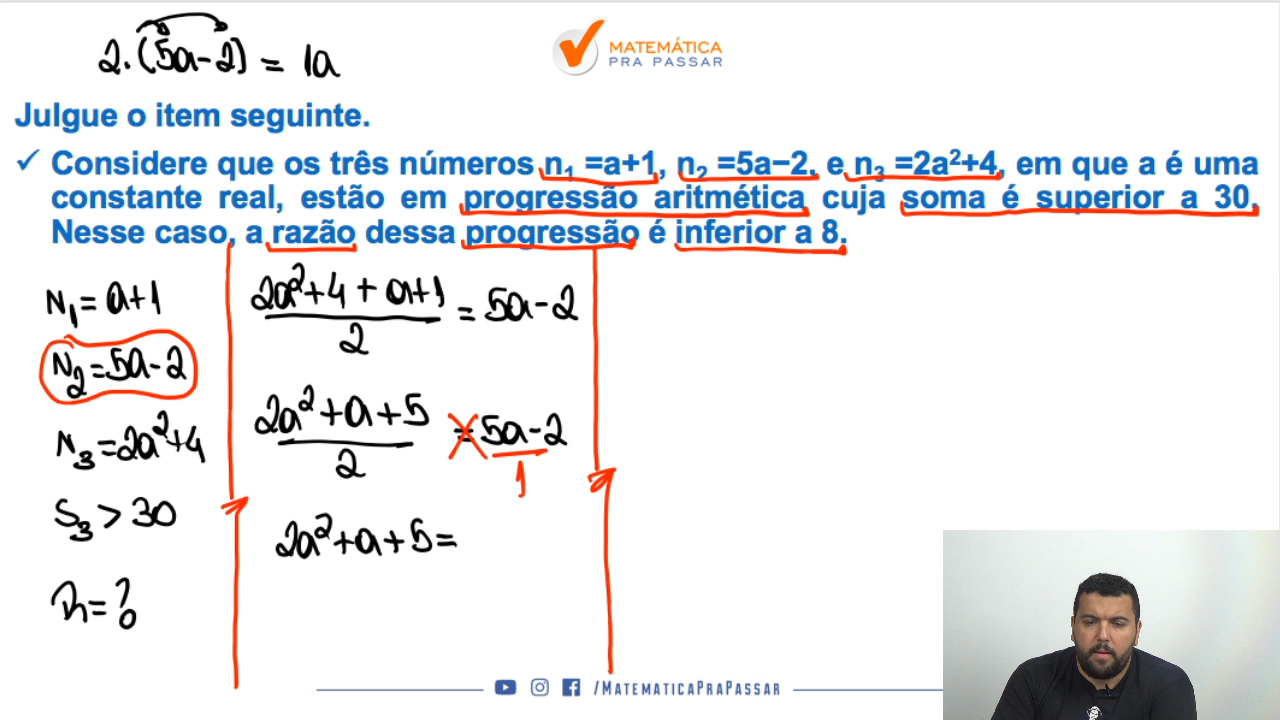 2.(5a-2) = 1a
MATEMÁTICA
PRA PASSAR
Julgue o item seguinte.
✓ Considere que os três números n₁ =a+1, n₂ =5a−2, e n₃ =2a²+4, em que a é uma
constante real, estão em progressão aritmética cuja soma é superior a 30.
Nesse caso, a razão dessa progressão é inferior a 8.
N₁ = a+1
N₂ = 5a-2
N₃ = 2a²+4
S₃ > 30
R = ?
2a²+4 + a+1
2
= 5a-2
2a²+a+5
2
= 5a-2
1
2a²+a+5=
/MATEMATICAPRAPASSAR